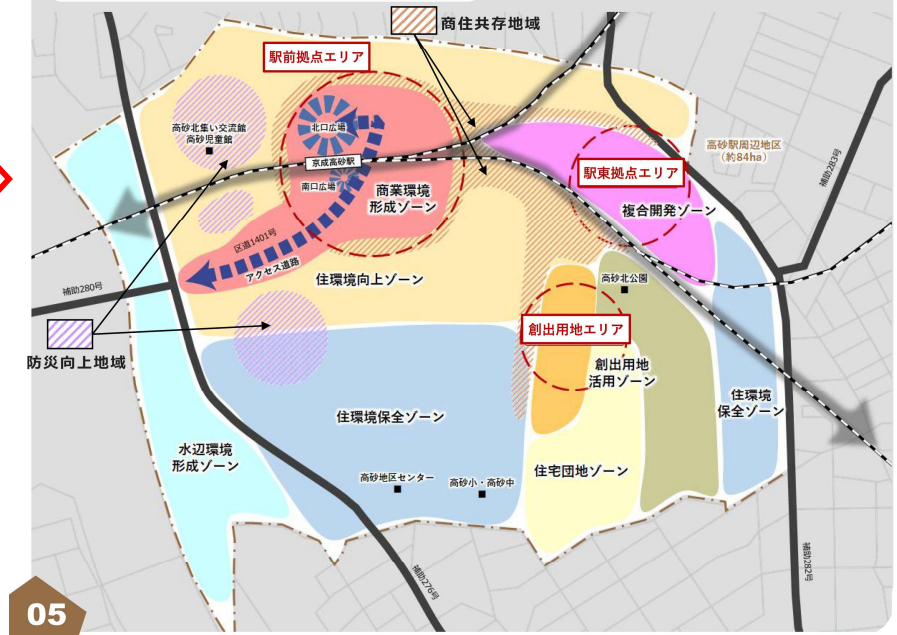 商住共存地域
駅前拠点エリア
高砂北集い交流館
高砂児童館
北口広場
京成高砂駅
南口広場
商業環境
形成ゾーン
高砂駅周辺地区
(約84ha)
補助283号
駅東拠点エリア
複合開発ゾーン
区道1401号
アクセス道路
住環境向上ゾーン
高砂北公園
補助280号
創出用地エリア
防災向上地域
創出用地
活用ゾーン
住環境
保全ゾーン
住環境保全ゾーン
水辺環境
形成ゾーン
住宅団地ゾーン
高砂地区センター
高砂小・高砂中
補助276号
補助282号
05